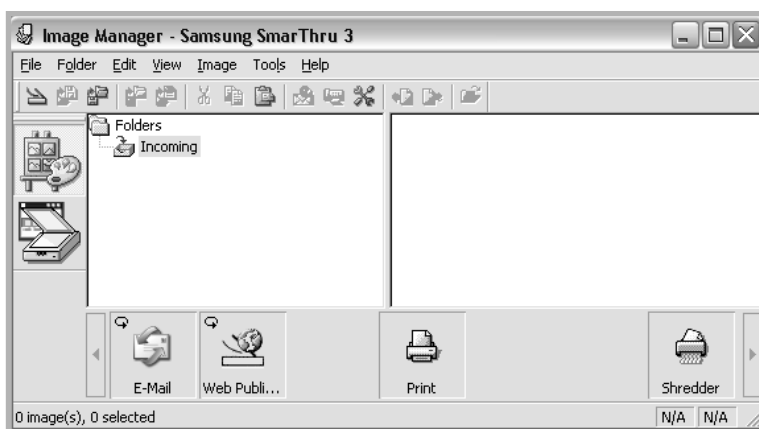 Image Manager - Samsung SmarThru 3
File Folder Edit View Image Tools Help
Folders
Incoming
E-Mail Web Publi... Print Shredder
0 image(s), 0 selected N/A N/A